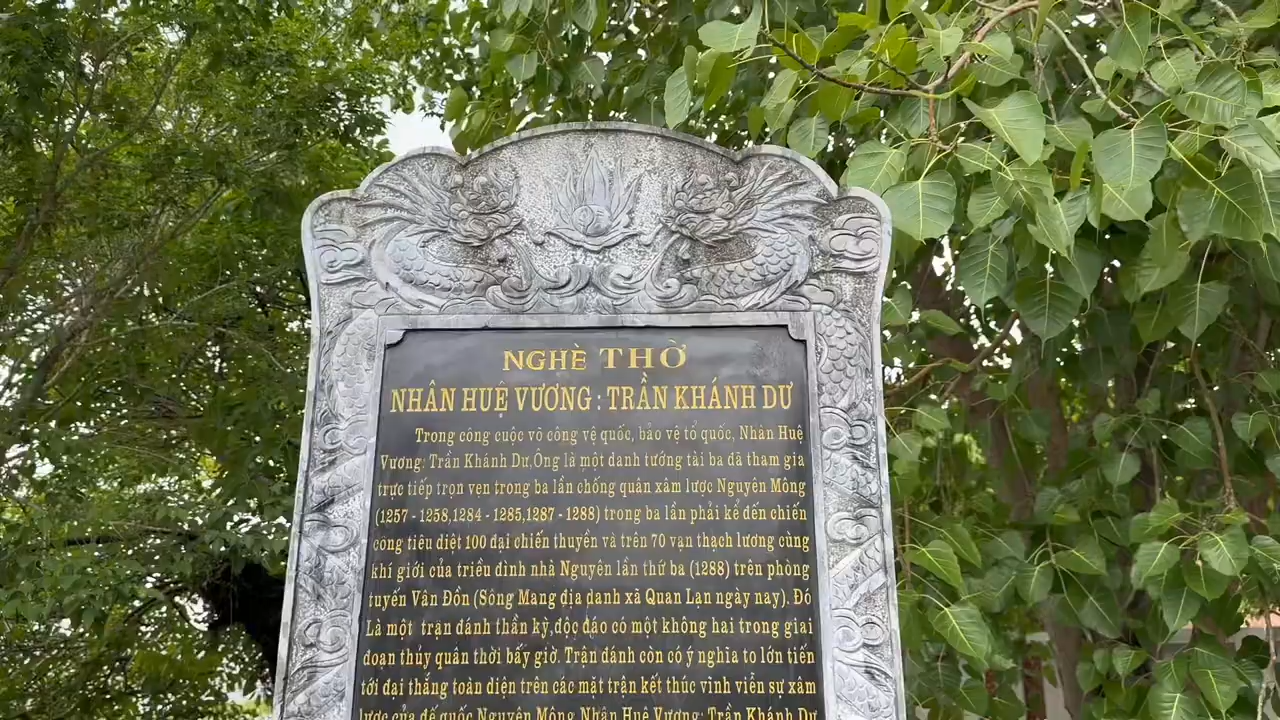 NGHÈ THỜ
NHÂN HUỆ VƯƠNG : TRẦN KHÁNH DƯ
Trong công cuộc võ công vệ quốc, bảo vệ tổ quốc, Nhân Huệ
Vương: Trần Khánh Dư,Ông là một danh tướng tài ba đã tham gia
trực tiếp trọn vẹn trong ba lần chống quân xâm lược Nguyên Mông
(1257 - 1258,1284 - 1285,1287 - 1288) trong ba lần phải kể đến chiến
công tiêu diệt 100 đại chiến thuyền và trên 70 vạn thạch lương cùng
khí giới của triều đình nhà Nguyên lần thứ ba (1288) trên phòng
tuyến Vân Đồn (Sông Mang địa danh xã Quan Lạn ngày nay). Đó
Là một trận đánh thần kỳ,độc đáo có một không hai trong giai
đoạn thủy quân thời bấy giờ. Trận đánh còn có ý nghĩa to lớn tiến
tới đại thắng toàn diện trên các mặt trận kết thúc vĩnh viễn sự xâm
lược của đế quốc Nguyên Mông Nhân Huệ Vương: Trần Khánh Dư